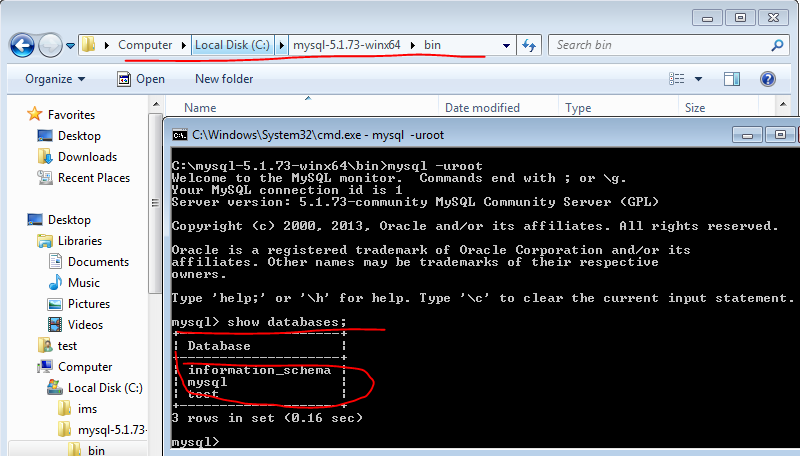 Computer Local Disk (C:) mysql-5.1.73-winx64 bin
Search bin
Organize Open New folder
Name Date modified Type Size
Favorites
Desktop
Downloads
Recent Places
Desktop
Libraries
Documents
Music
Pictures
Videos
test
Computer
Local Disk (C:)
ims
mysql-5.1.73-
bin
C:\Windows\System32\cmd.exe - mysql -uroot
C:\mysql-5.1.73-winx64\bin>mysql -uroot
Welcome to the MySQL monitor. Commands end with ; or \g.
Your MySQL connection id is 1
Server version: 5.1.73-community MySQL Community Server (GPL)
Copyright (c) 2000, 2013, Oracle and/or its affiliates. All rights reserved.
Oracle is a registered trademark of Oracle Corporation and/or its
affiliates. Other names may be trademarks of their respective
owners.
Type 'help;' or '\h' for help. Type '\c' to clear the current input statement.
mysql> show databases;
+--------------------+
| Database           |
+--------------------+
| information_schema |
| mysql              |
| test               |
+--------------------+
3 rows in set (0.16 sec)
mysql>